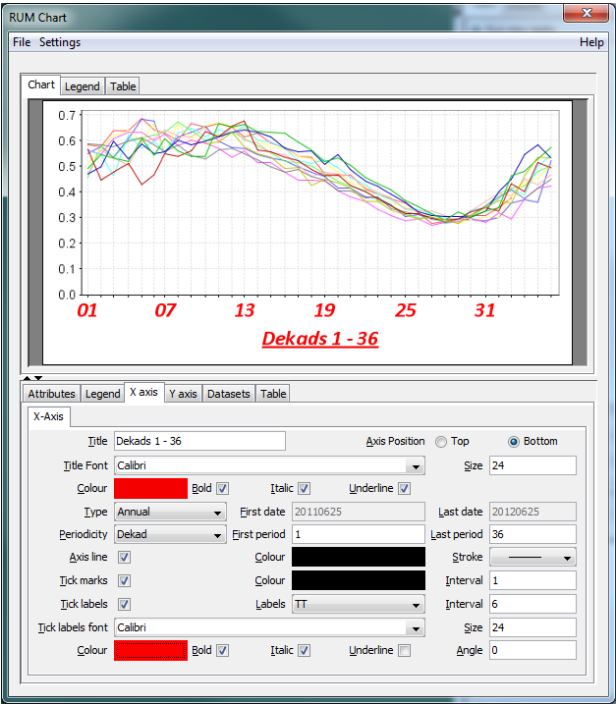 RUM Chart
File Settings Help
Chart Legend Table
0.7
0.6
0.5
0.4
0.3
0.2
0.1
0.0
01 07 13 19 25 31
Dekads 1 - 36
Attributes Legend X axis Y axis Datasets Table
X-Axis
Title Dekads 1 - 36 Axis Position Top Bottom
Title Font Calibri Size 24
Colour Bold Italic Underline
Type Annual First date 20110625 Last date 20120625
Periodicity Dekad First period 1 Last period 36
Axis line Colour Stroke
Tick marks Colour Interval 1
Tick labels Labels TT Interval 6
Tick labels font Calibri Size 24
Colour Bold Italic Underline Angle 0